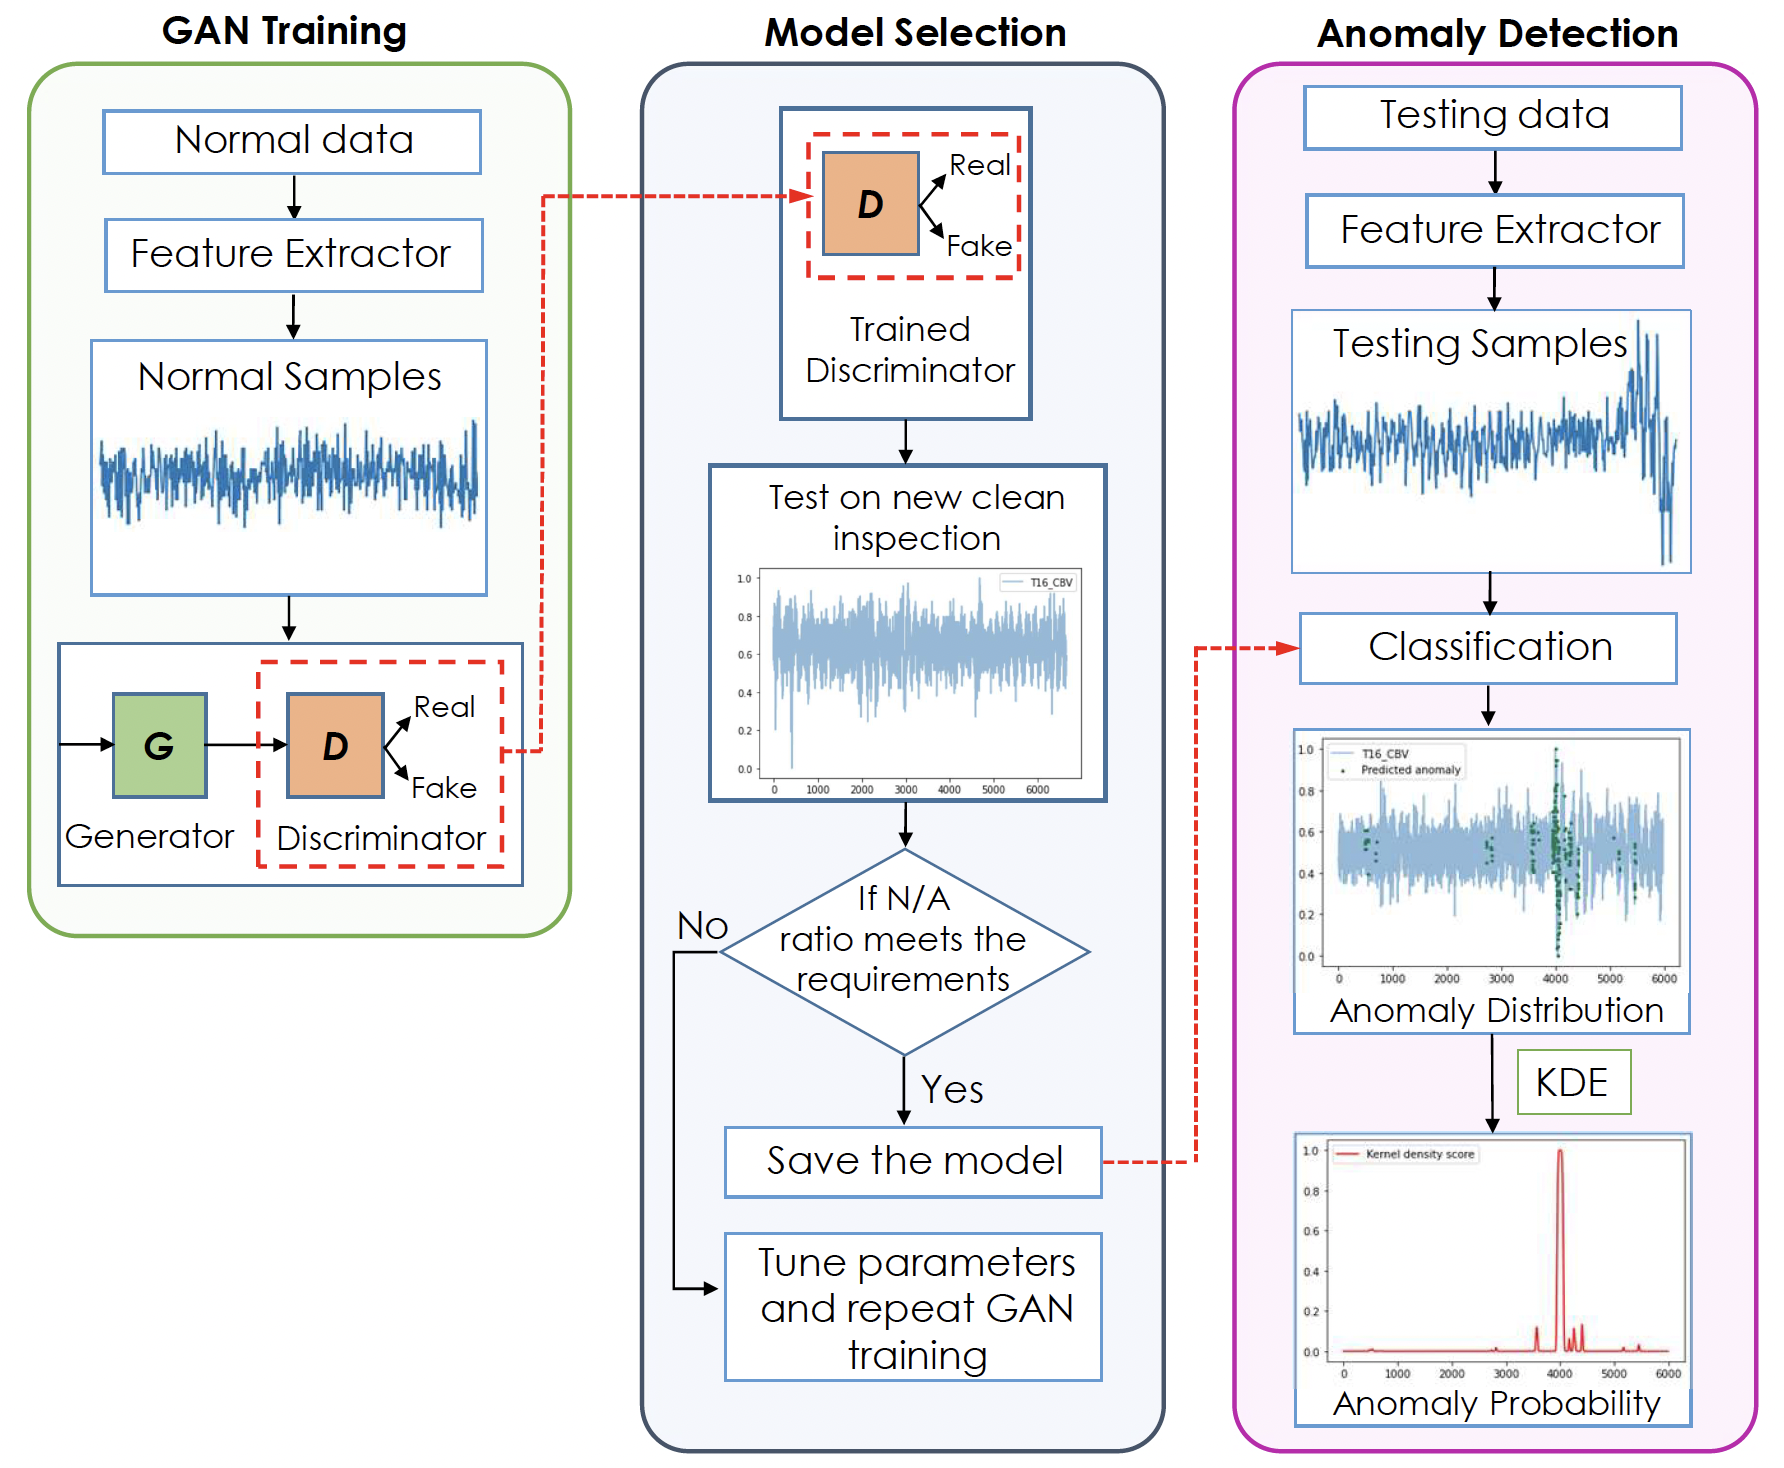 GAN Training
Normal data
Feature Extractor
Normal Samples
G
D
Real
Fake
Generator
Discriminator
Model Selection
D
Real
Fake
Trained
Discriminator
Test on new clean
inspection
T16_CBV
1.0
0.8
0.6
0.4
0.2
0.0
0 1000 2000 3000 4000 5000 6000
If N/A
ratio meets the
requirements
No
Yes
Save the model
Tune parameters
and repeat GAN
training
Anomaly Detection
Testing data
Feature Extractor
Testing Samples
Classification
T16_CBV
Predicted anomaly
1.0
0.8
0.6
0.4
0.2
0.0
0 1000 2000 3000 4000 5000 6000
Anomaly Distribution
KDE
Kernel density score
1.0
0.8
0.6
0.4
0.2
0.0
0 1000 2000 3000 4000 5000 6000
Anomaly Probability